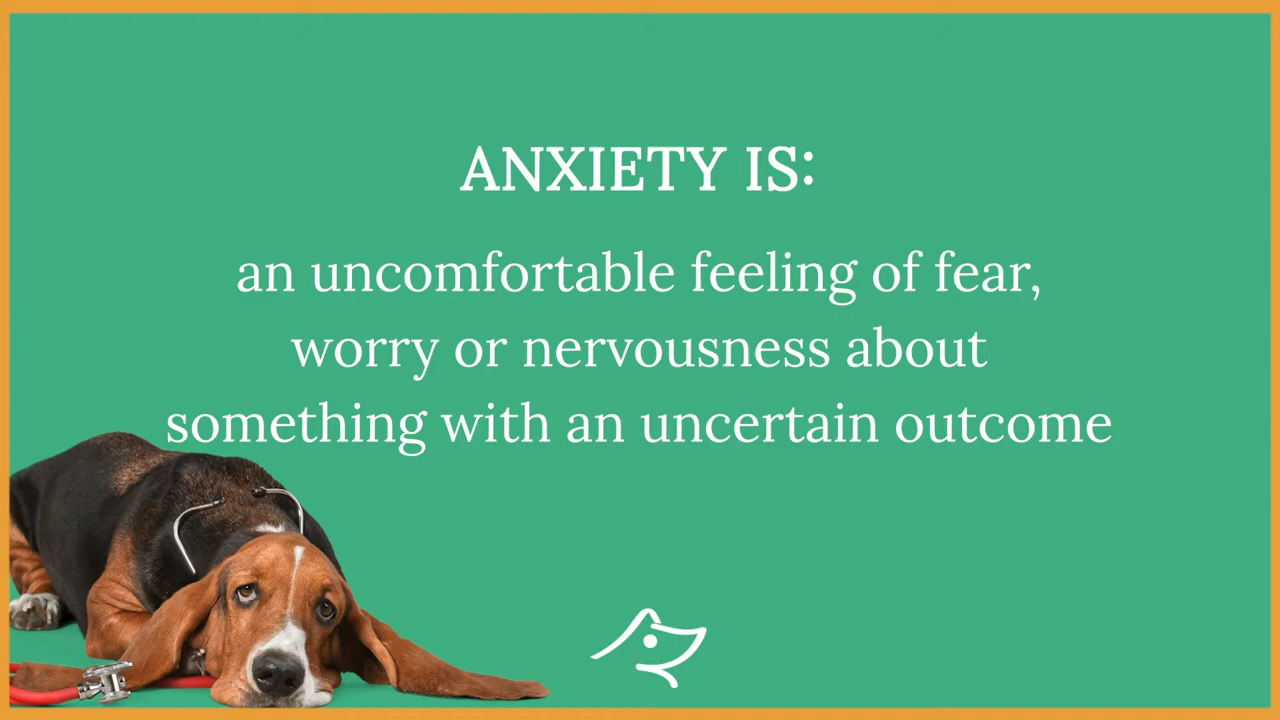 ANXIETY IS:
an uncomfortable feeling of fear,
worry or nervousness about
something with an uncertain outcome